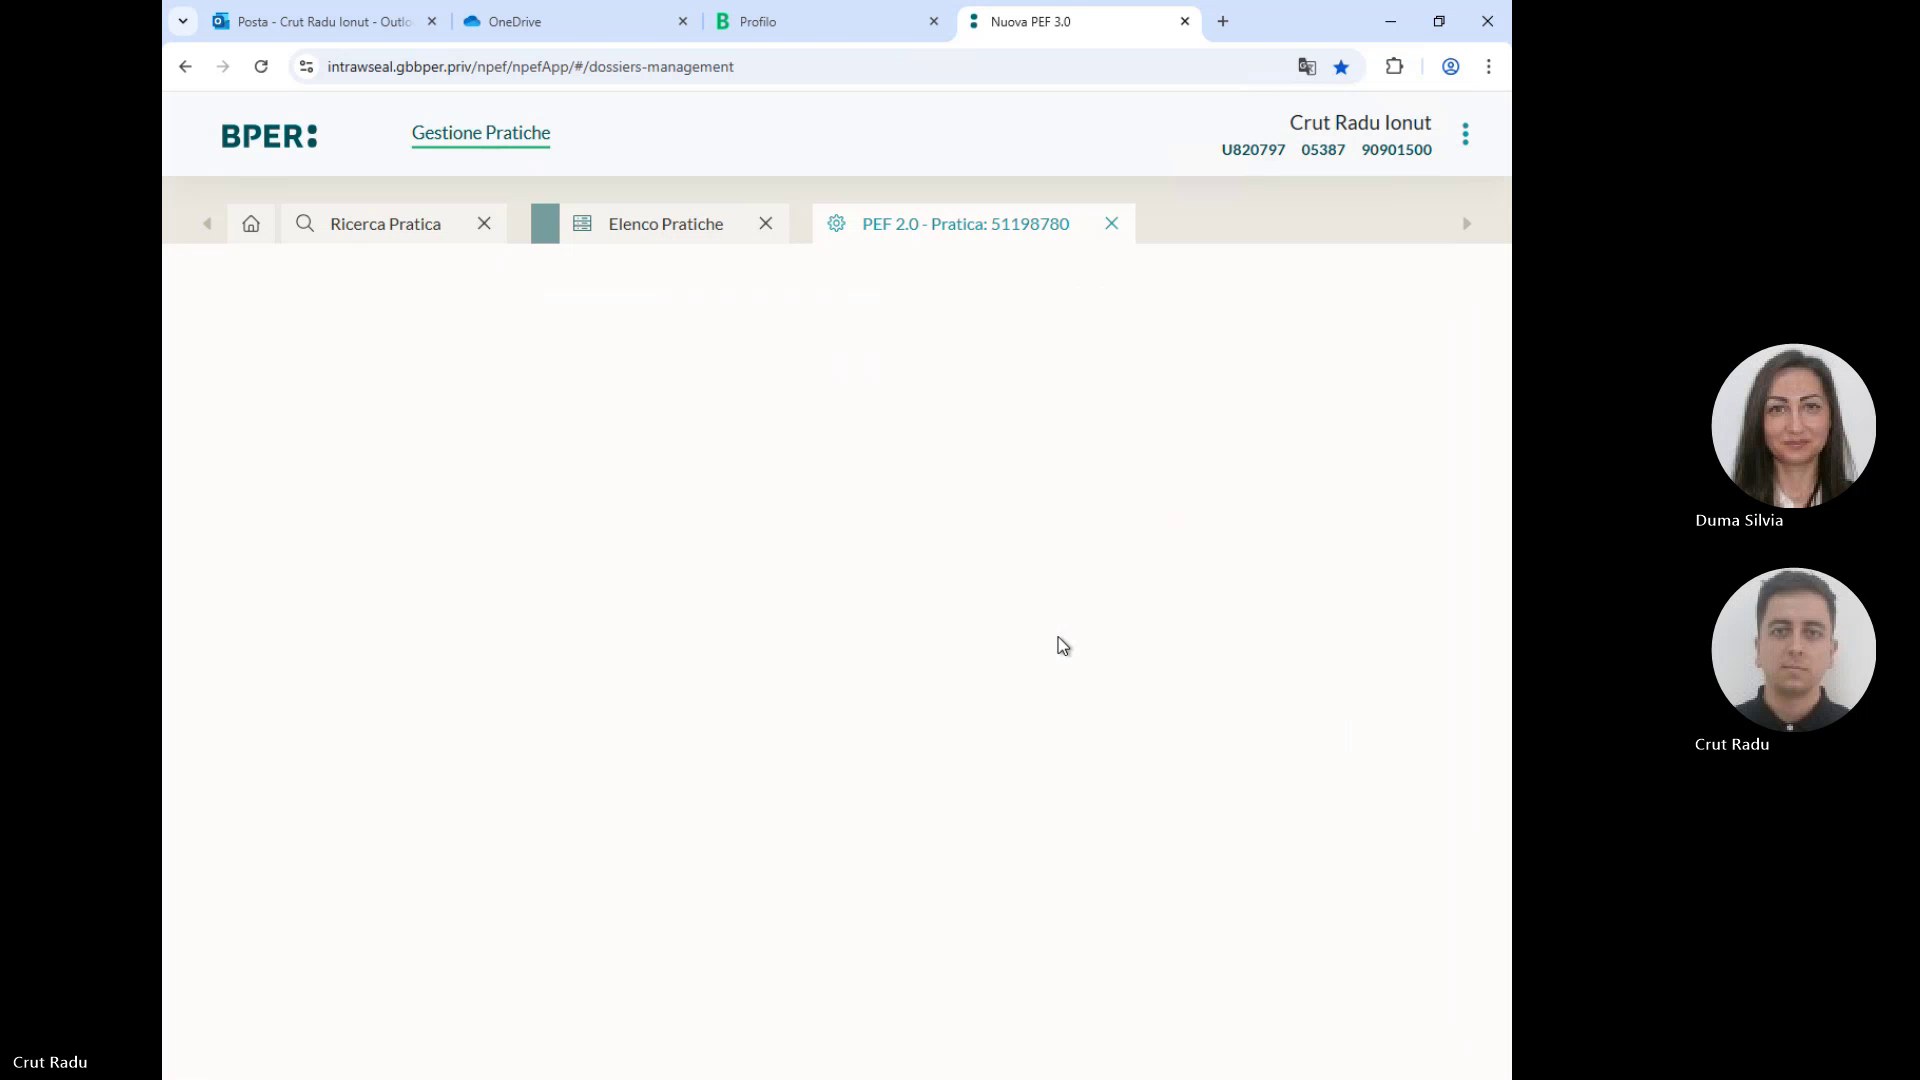 Posta - Crut Radu Ionut - Outlo
OneDrive
Profilo
Nuova PEF 3.0
intrawseal.gbbper.priv/npef/npefApp/#/dossiers-management
BPER:
Gestione Pratiche
Crut Radu Ionut
U820797 05387 90901500
Ricerca Pratica
Elenco Pratiche
PEF 2.0 - Pratica: 51198780
Duma Silvia
Crut Radu
Crut Radu